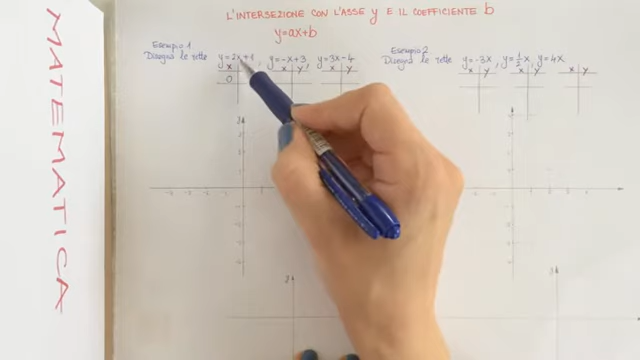 L'INTERSEZIONE CON L'ASSE y E IL COEFFICIENTE b
y=ax+b
Esempio 1
Disegna le rette y=2x+1, y=-x+3, y=3x-4
x
x y
x y
0
Esempio 2
Disegna le rette y=-3x, y=½x, y=4x
x y
x y
x y
MATEMATICA